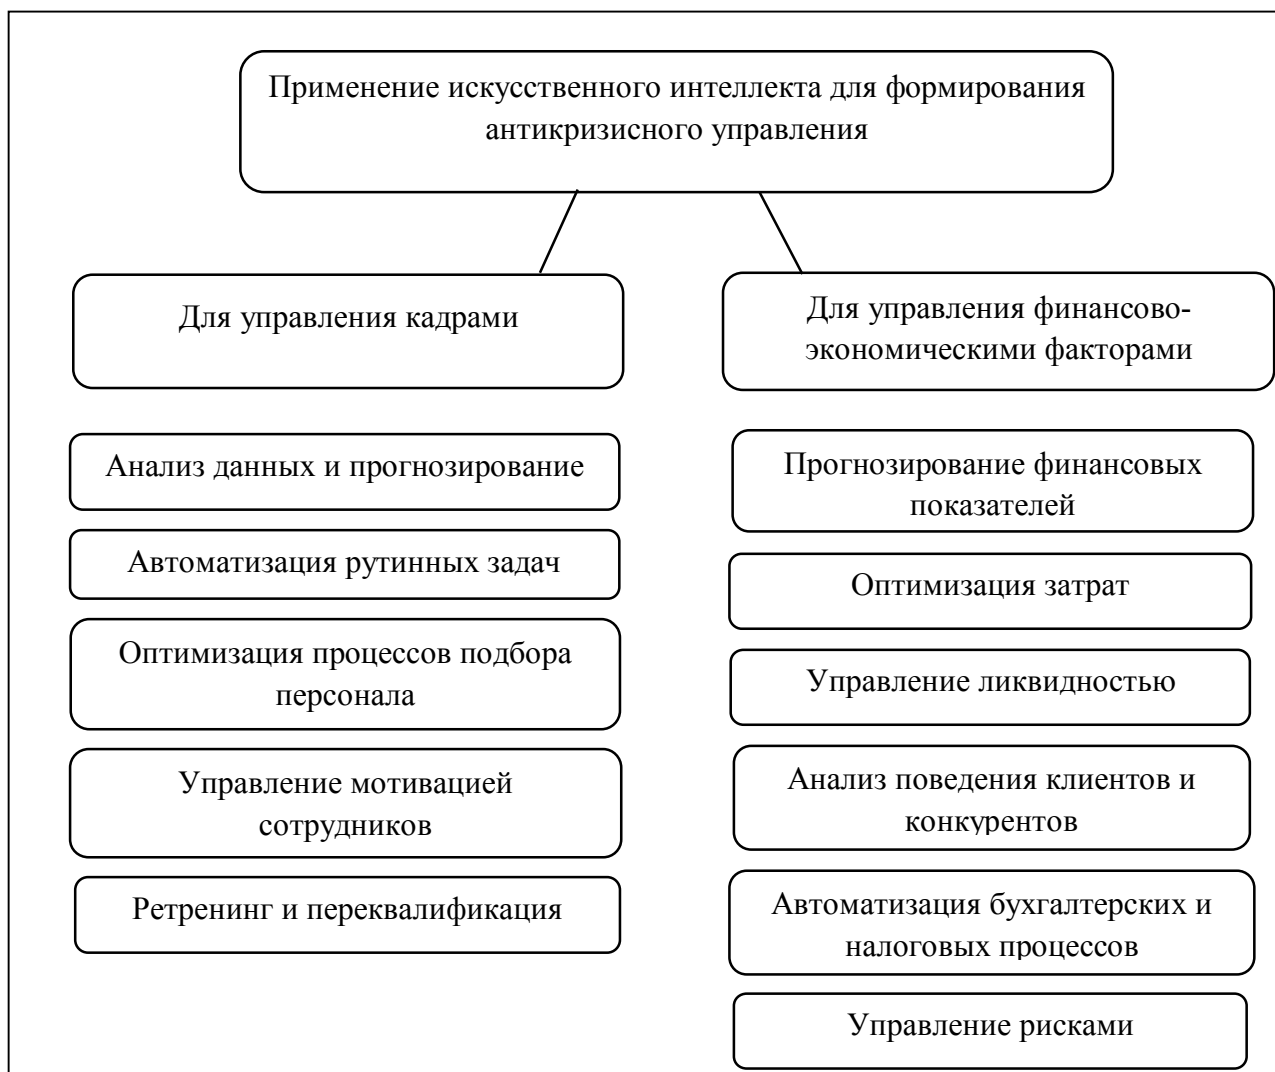 Применение искусственного интеллекта для формирования
антикризисного управления
Для управления кадрами
Анализ данных и прогнозирование
Автоматизация рутинных задач
Оптимизация процессов подбора
персонала
Управление мотивацией
сотрудников
Ретренинг и переквалификация
Для управления финансово-
экономическими факторами
Прогнозирование финансовых
показателей
Оптимизация затрат
Управление ликвидностью
Анализ поведения клиентов и
конкурентов
Автоматизация бухгалтерских и
налоговых процессов
Управление рисками